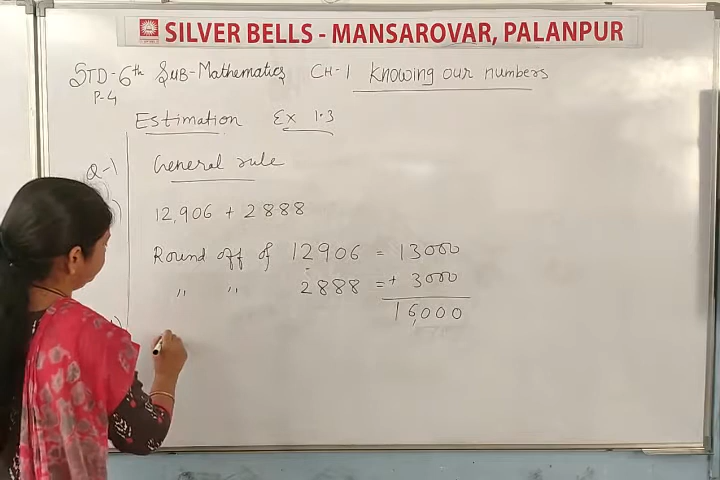 SILVER BELLS - MANSAROVAR, PALANPUR
STD-6th SUB-Mathematics CH-1 Knowing our numbers
P-4
Estimation Ex 1.3
Q-1 General rule
12,906 + 2888
Round off of 12906 = 13000
" " 2888 = + 3000
16,000